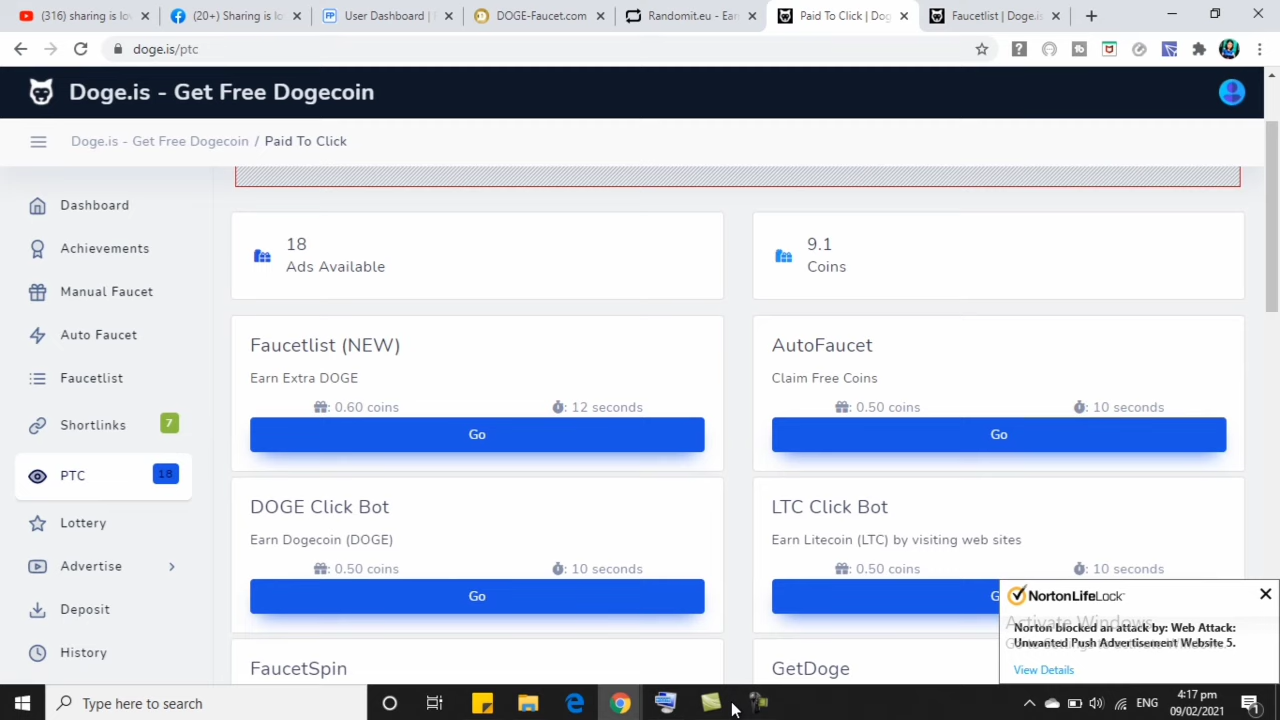 (316) sharing is lov
(20+) Sharing is lo
User Dashboard | F
DOGE-Faucet.com
Randomit.eu - Earn
Paid To Click | Dog
Faucetlist | Doge.is
doge.is/ptc
Doge.is - Get Free Dogecoin
Doge.is - Get Free Dogecoin / Paid To Click
Dashboard
Achievements
Manual Faucet
Auto Faucet
Faucetlist
Shortlinks 7
PTC 18
Lottery
Advertise
Deposit
History
18
Ads Available
9.1
Coins
Faucetlist (NEW)
Earn Extra DOGE
: 0.60 coins : 12 seconds
Go
AutoFaucet
Claim Free Coins
: 0.50 coins : 10 seconds
Go
DOGE Click Bot
Earn Dogecoin (DOGE)
: 0.50 coins : 10 seconds
Go
LTC Click Bot
Earn Litecoin (LTC) by visiting web sites
: 0.50 coins : 10 seconds
FaucetSpin
GetDoge
NortonLifeLock
Activate Windows
Norton blocked an attack by: Web Attack:
Unwanted Push Advertisement Website 5.
View Details
Type here to search
ENG
4:17 pm
09/02/2021
1